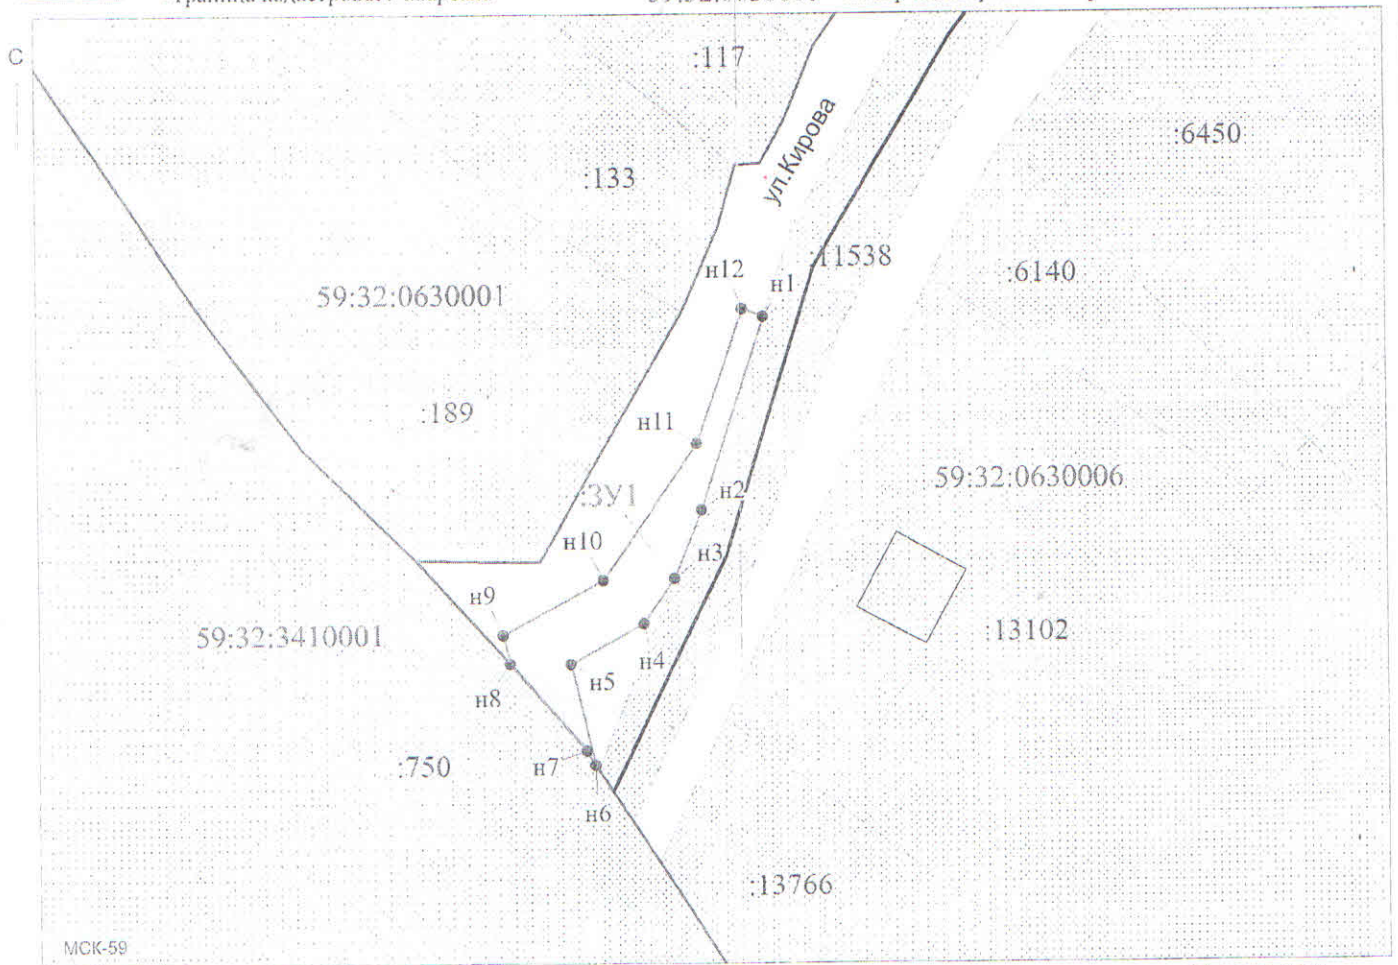 С
:117
:6450
:133
ул.Кирова
:11538
:6140
н12
н1
59:32:0630001
:189
н11
59:32:0630006
:ЗУ1
н2
н10
н3
н9
59:32:3410001
:13102
н4
н5
н8
:750
н7
н6
:13766
МСК-59